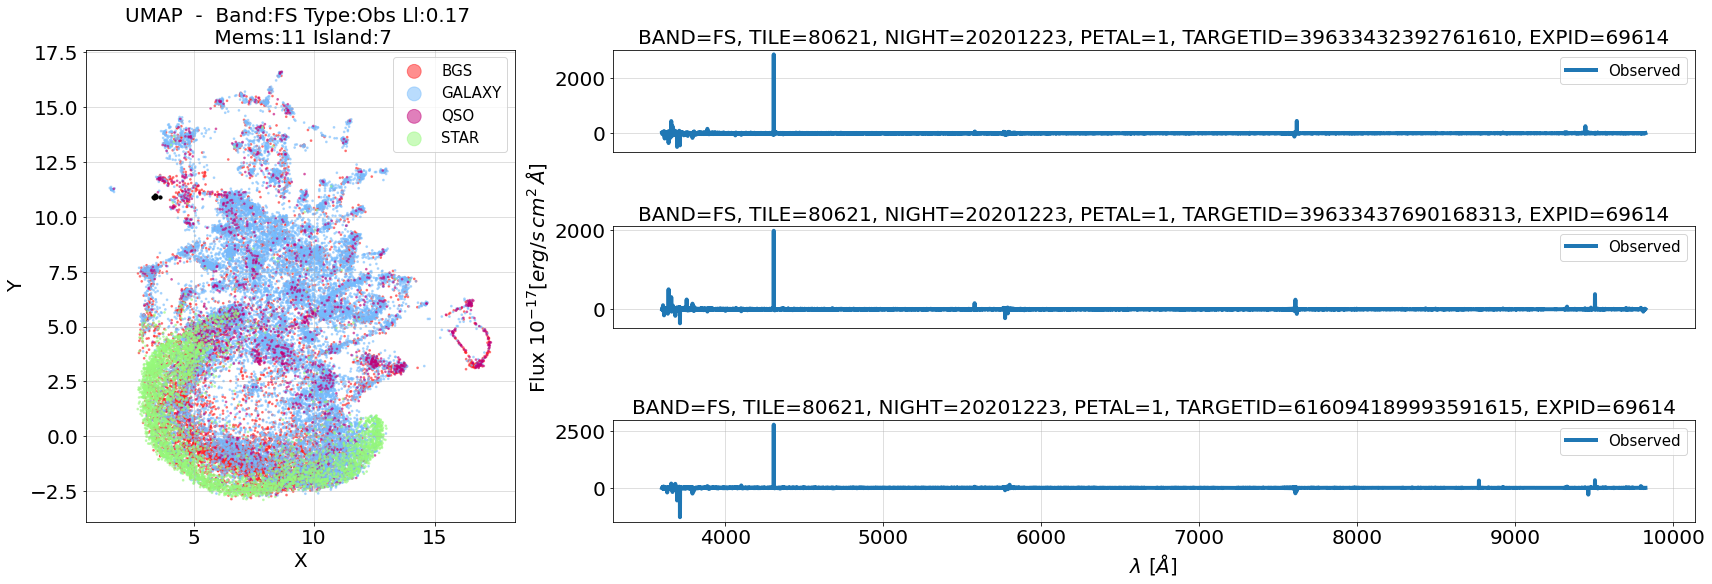 UMAP - Band:FS Type:Obs Ll:0.17
Mems:11 Island:7
17.5
15.0
12.5
10.0
7.5
5.0
2.5
0.0
−2.5
Y
5
10
15
X
BGS
GALAXY
QSO
STAR
Flux 10⁻¹⁷[erg/s cm² Å]
BAND=FS, TILE=80621, NIGHT=20201223, PETAL=1, TARGETID=39633432392761610, EXPID=69614
2000
0
Observed
BAND=FS, TILE=80621, NIGHT=20201223, PETAL=1, TARGETID=39633437690168313, EXPID=69614
2000
0
Observed
BAND=FS, TILE=80621, NIGHT=20201223, PETAL=1, TARGETID=616094189993591615, EXPID=69614
2500
0
Observed
4000
5000
6000
7000
8000
9000
10000
λ [Å]